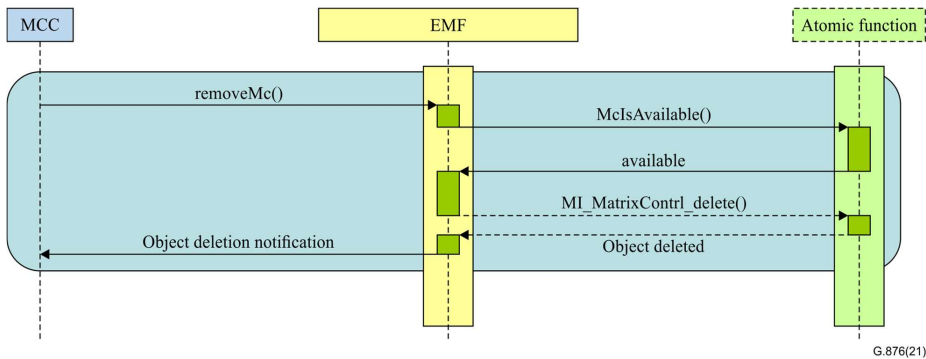 MCC
EMF
Atomic function
removeMc()
McIsAvailable()
available
MI_MatrixContrl_delete()
Object deletion notification
Object deleted
G.876(21)